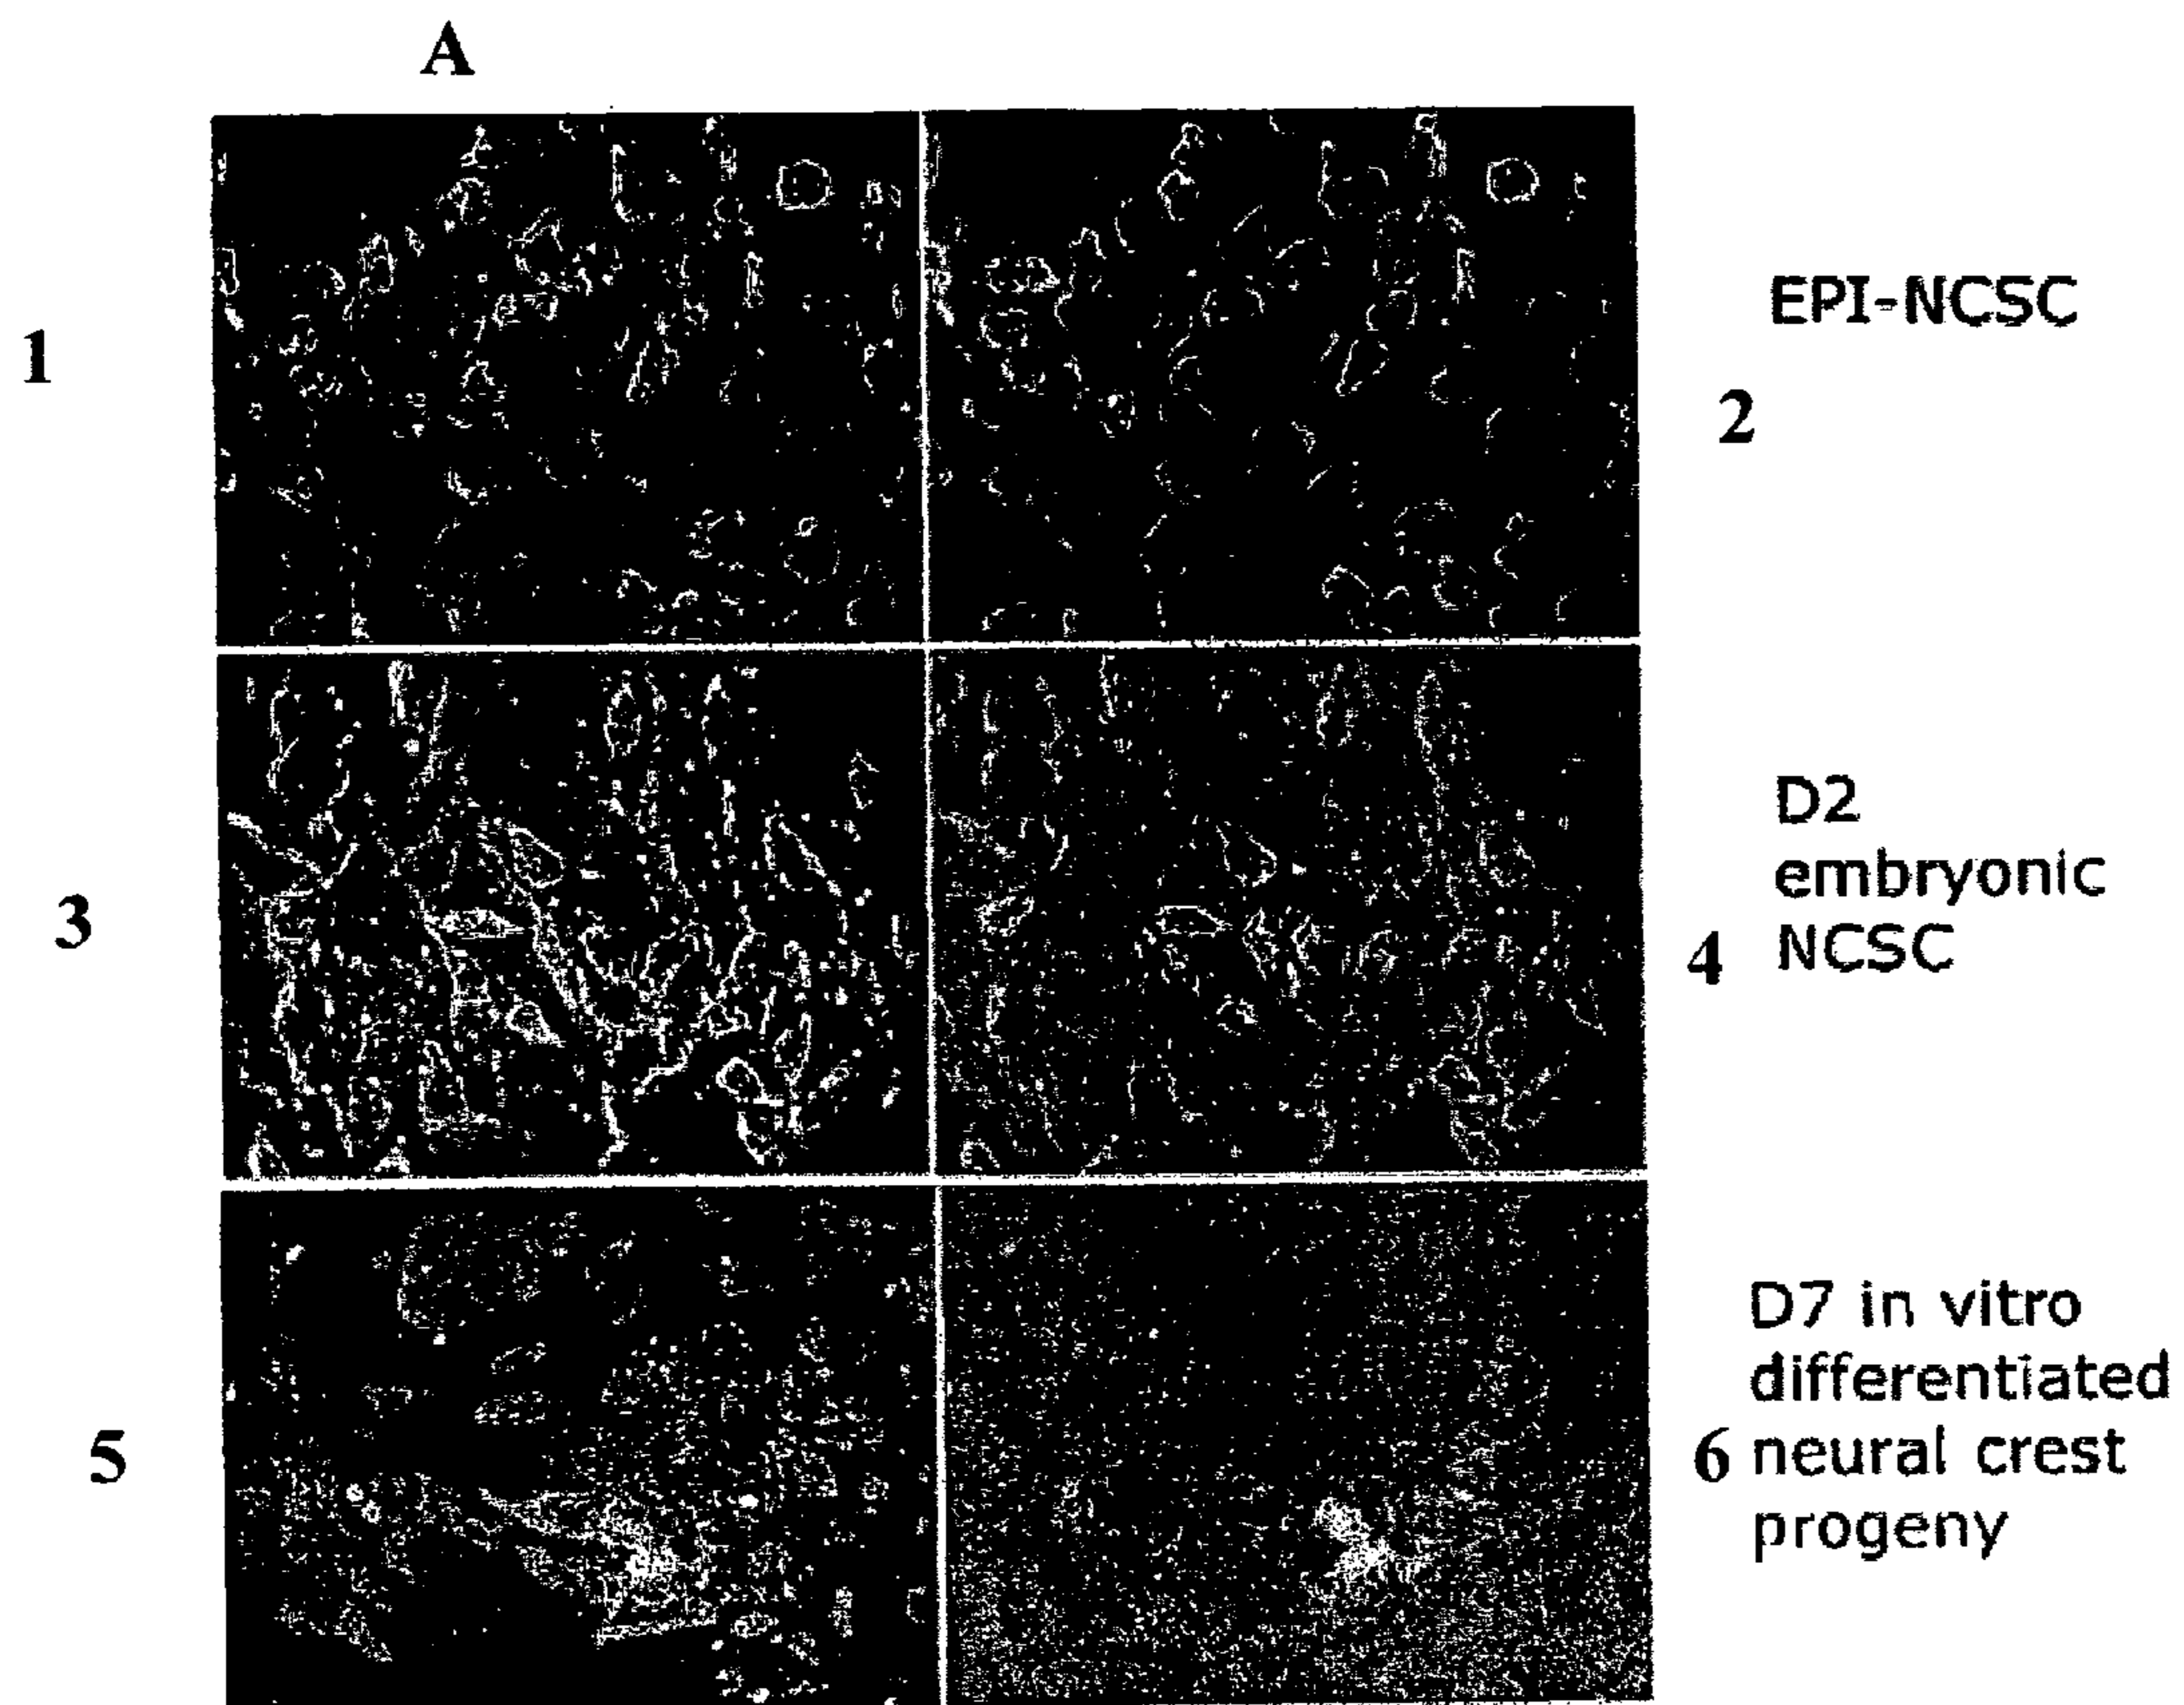 A
1
EPI-NCSC
2
D2
embryonic
3
4 NCSC
D7 in vitro
differentiated
5
6 neural crest
progeny